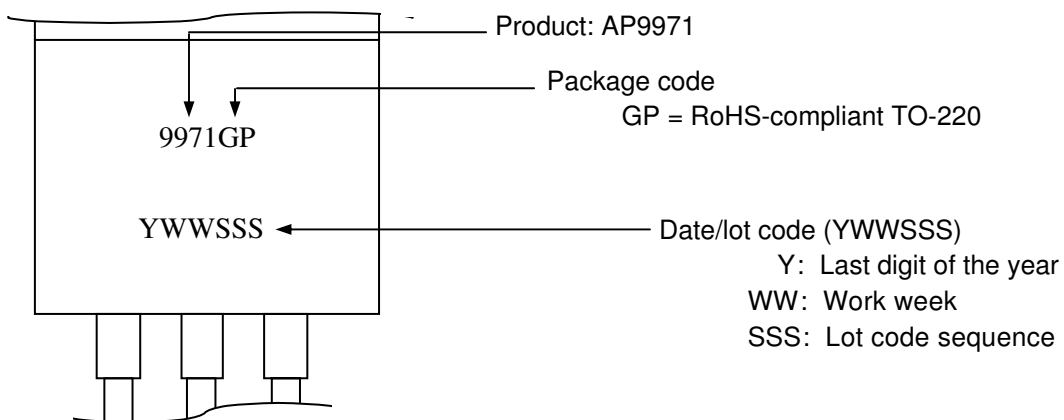 Product: AP9971
Package code
GP = RoHS-compliant TO-220
9971GP
YWWSSS
Date/lot code (YWWSSS)
Y: Last digit of the year
WW: Work week
SSS: Lot code sequence